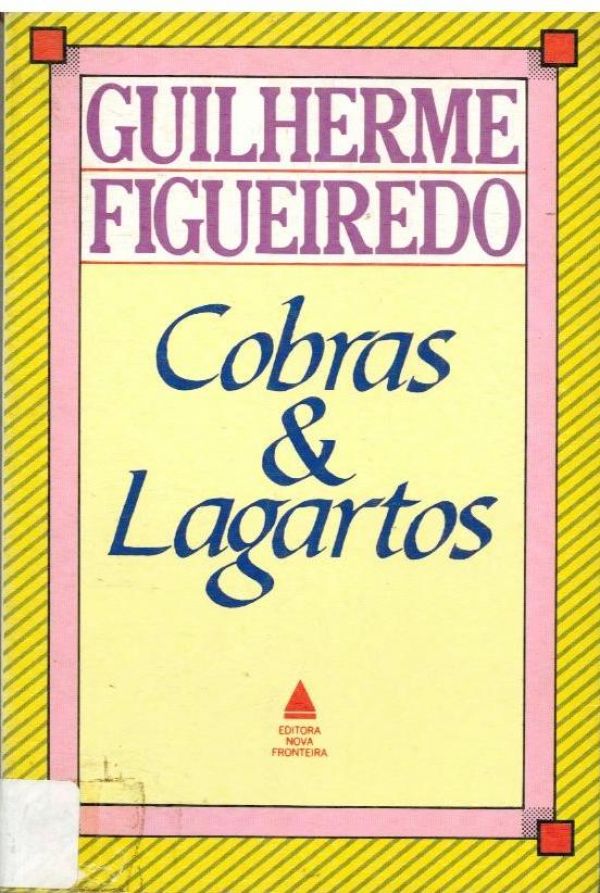 GUILHERME
FIGUEIREDO
Cobras
&
Lagartos
EDITORA
NOVA
FRONTEIRA